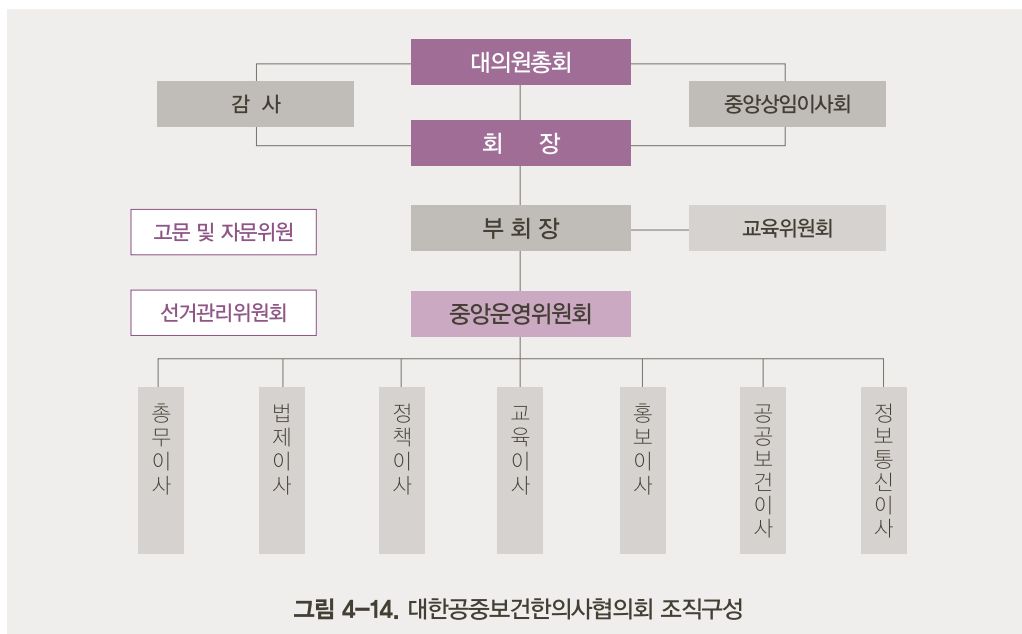 대의원총회
감 사
중앙상임이사회
회 장
고문 및 자문위원
부 회 장
교육위원회
선거관리위원회
중앙운영위원회
총무이사
법제이사
정책이사
교육이사
홍보이사
공공보건이사
정보통신이사
그림 4-14. 대한공중보건한의사협의회 조직구성